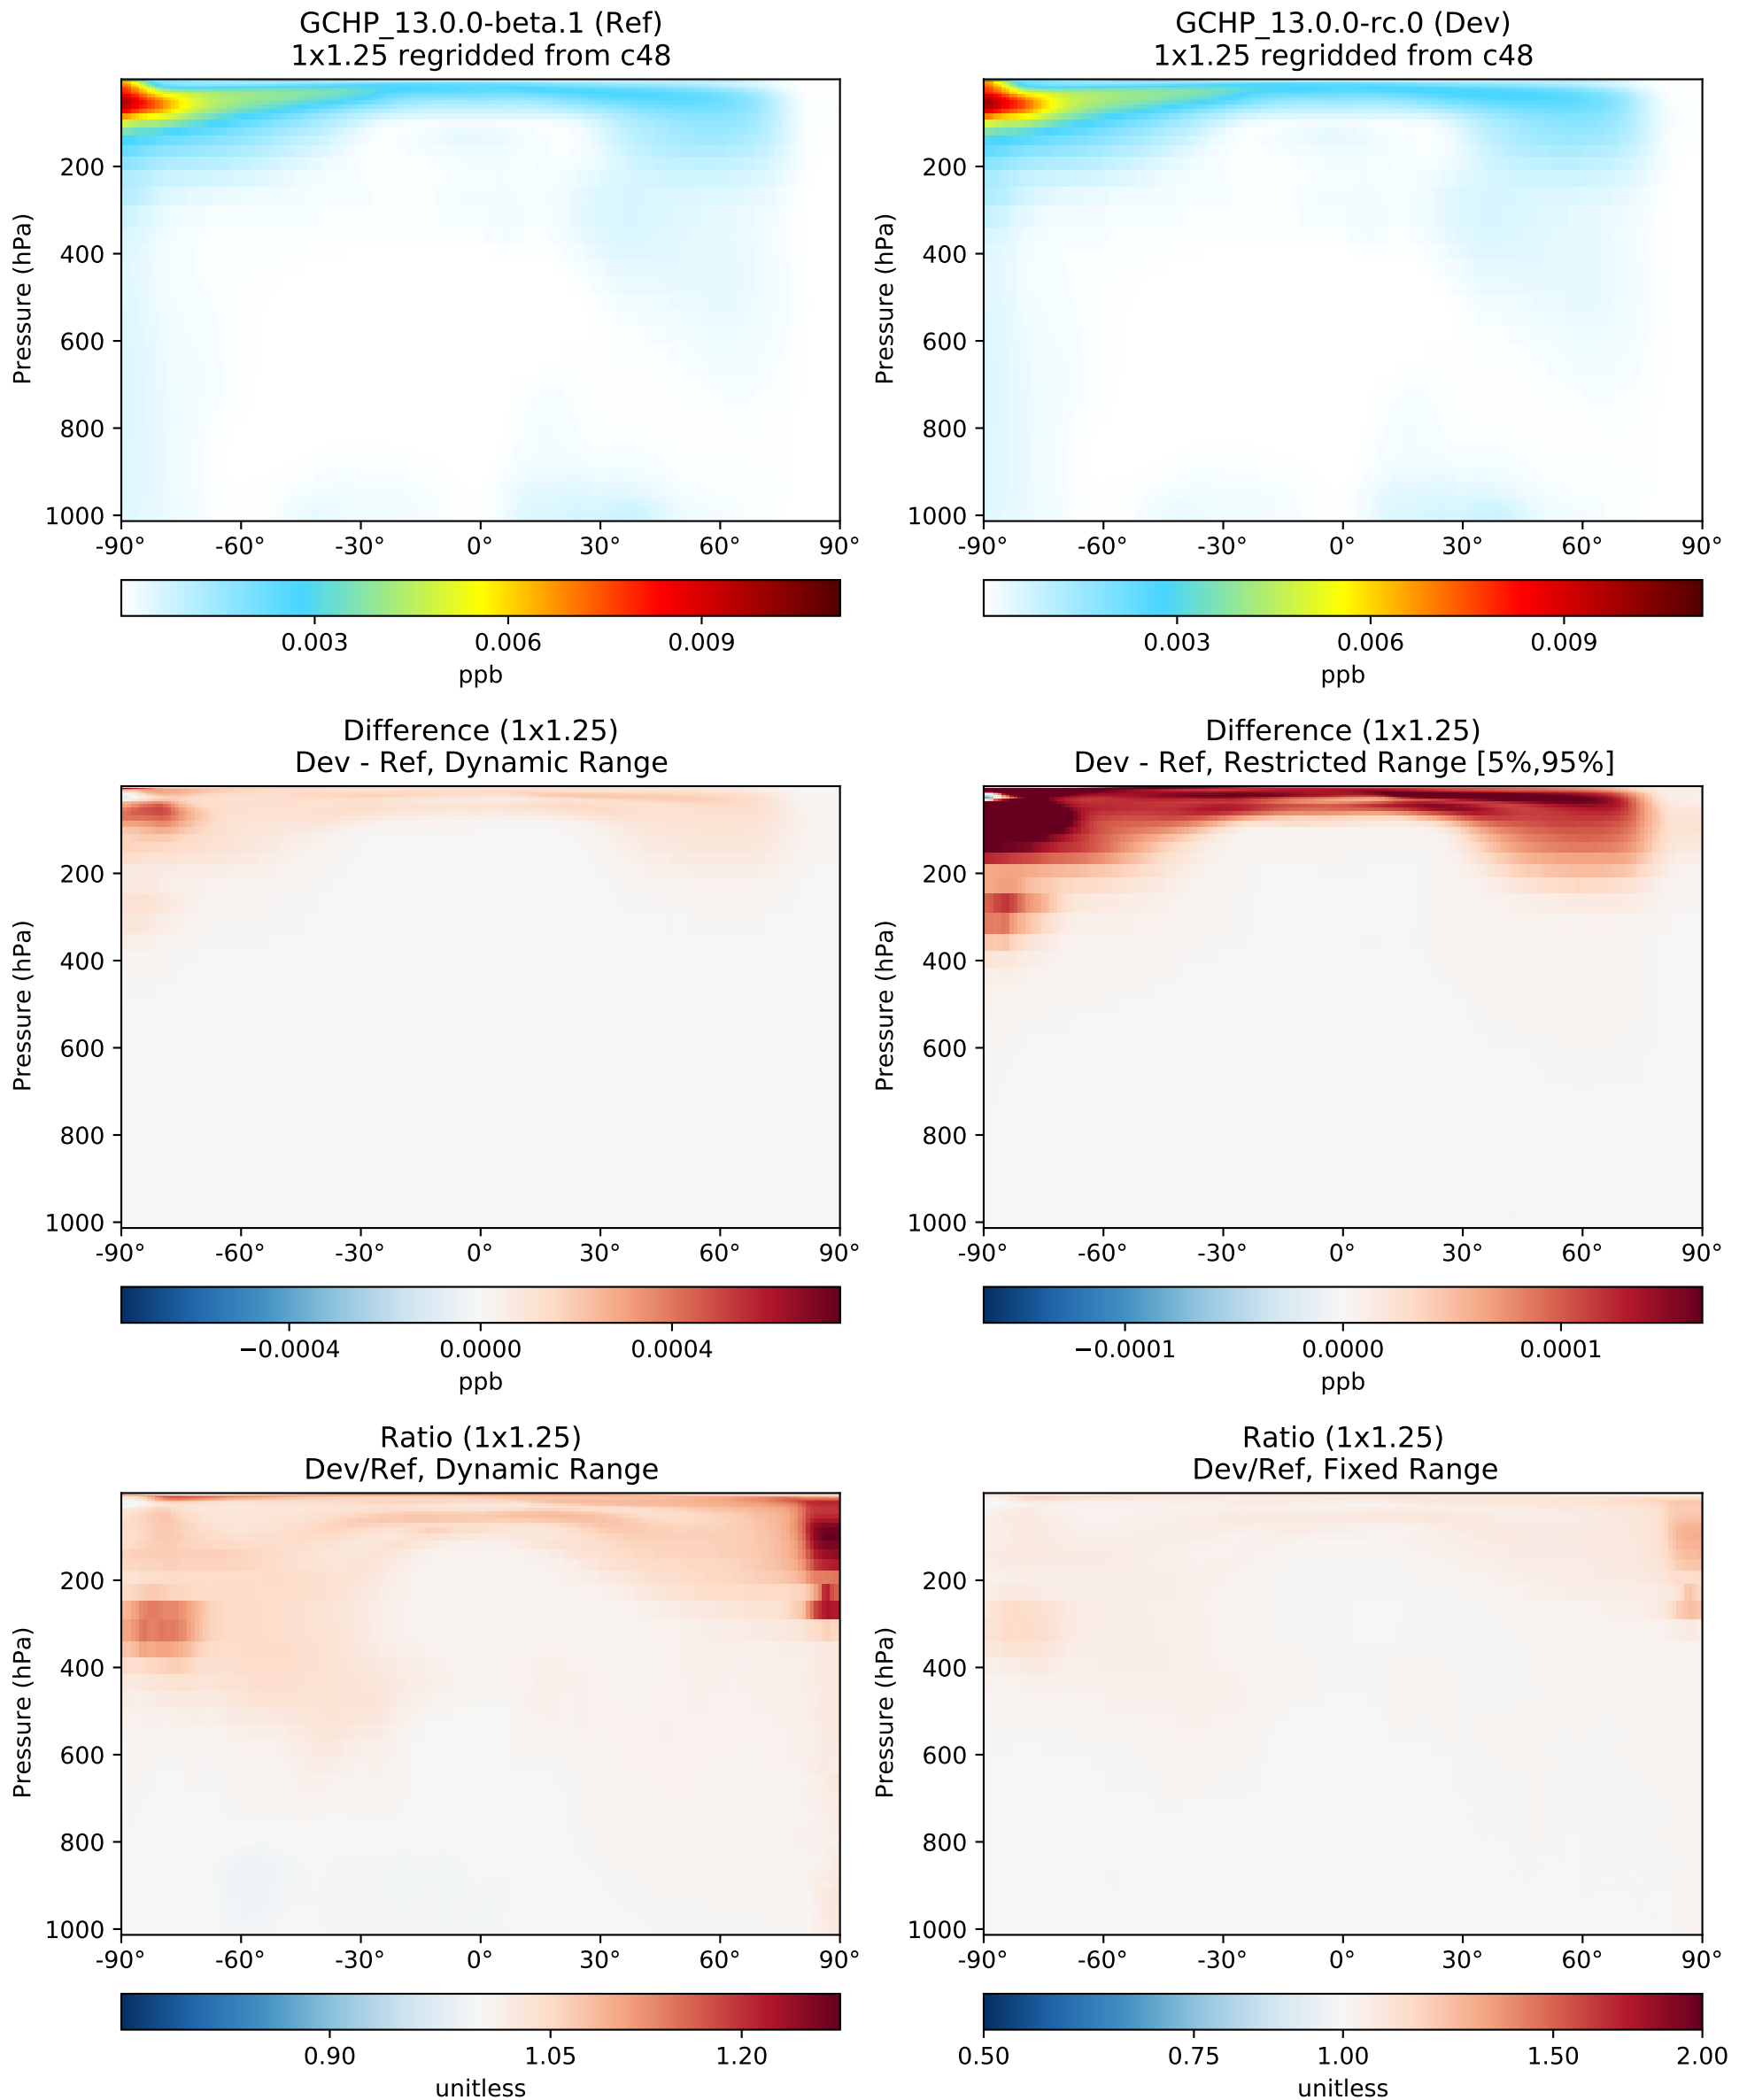 GCHP_13.0.0-beta.1 (Ref)
1x1.25 regridded from c48
Pressure (hPa)
200
400
600
800
1000
-90° -60° -30° 0° 30° 60° 90°
0.003 0.006 0.009
ppb
GCHP_13.0.0-rc.0 (Dev)
1x1.25 regridded from c48
Pressure (hPa)
200
400
600
800
1000
-90° -60° -30° 0° 30° 60° 90°
0.003 0.006 0.009
ppb
Difference (1x1.25)
Dev - Ref, Dynamic Range
Pressure (hPa)
200
400
600
800
1000
-90° -60° -30° 0° 30° 60° 90°
−0.0004 0.0000 0.0004
ppb
Difference (1x1.25)
Dev - Ref, Restricted Range [5%,95%]
Pressure (hPa)
200
400
600
800
1000
-90° -60° -30° 0° 30° 60° 90°
−0.0001 0.0000 0.0001
ppb
Ratio (1x1.25)
Dev/Ref, Dynamic Range
Pressure (hPa)
200
400
600
800
1000
-90° -60° -30° 0° 30° 60° 90°
0.90 1.05 1.20
unitless
Ratio (1x1.25)
Dev/Ref, Fixed Range
Pressure (hPa)
200
400
600
800
1000
-90° -60° -30° 0° 30° 60° 90°
0.50 0.75 1.00 1.50 2.00
unitless